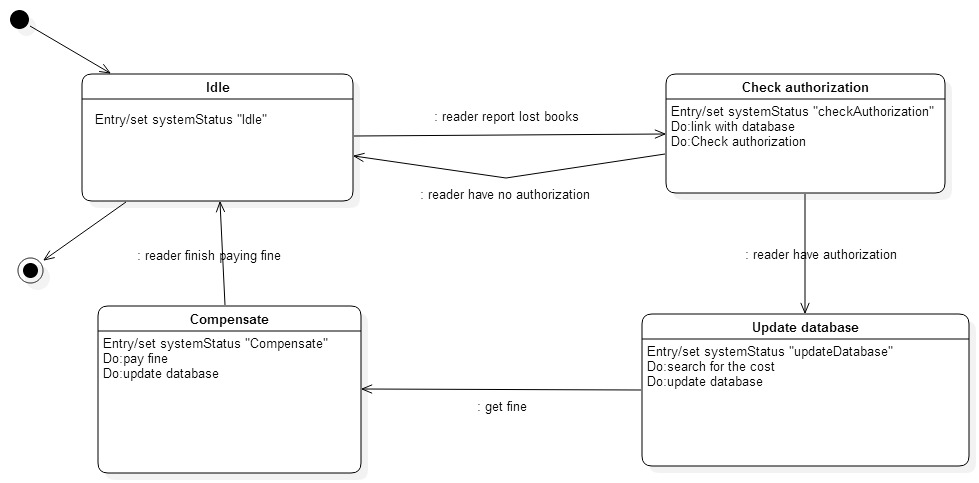 Idle
Entry/set systemStatus "Idle"
Check authorization
Entry/set systemStatus "checkAuthorization"
Do:link with database
Do:Check authorization
: reader report lost books
: reader have no authorization
: reader finish paying fine
: reader have authorization
Compensate
Entry/set systemStatus "Compensate"
Do:pay fine
Do:update database
Update database
Entry/set systemStatus "updateDatabase"
Do:search for the cost
Do:update database
: get fine